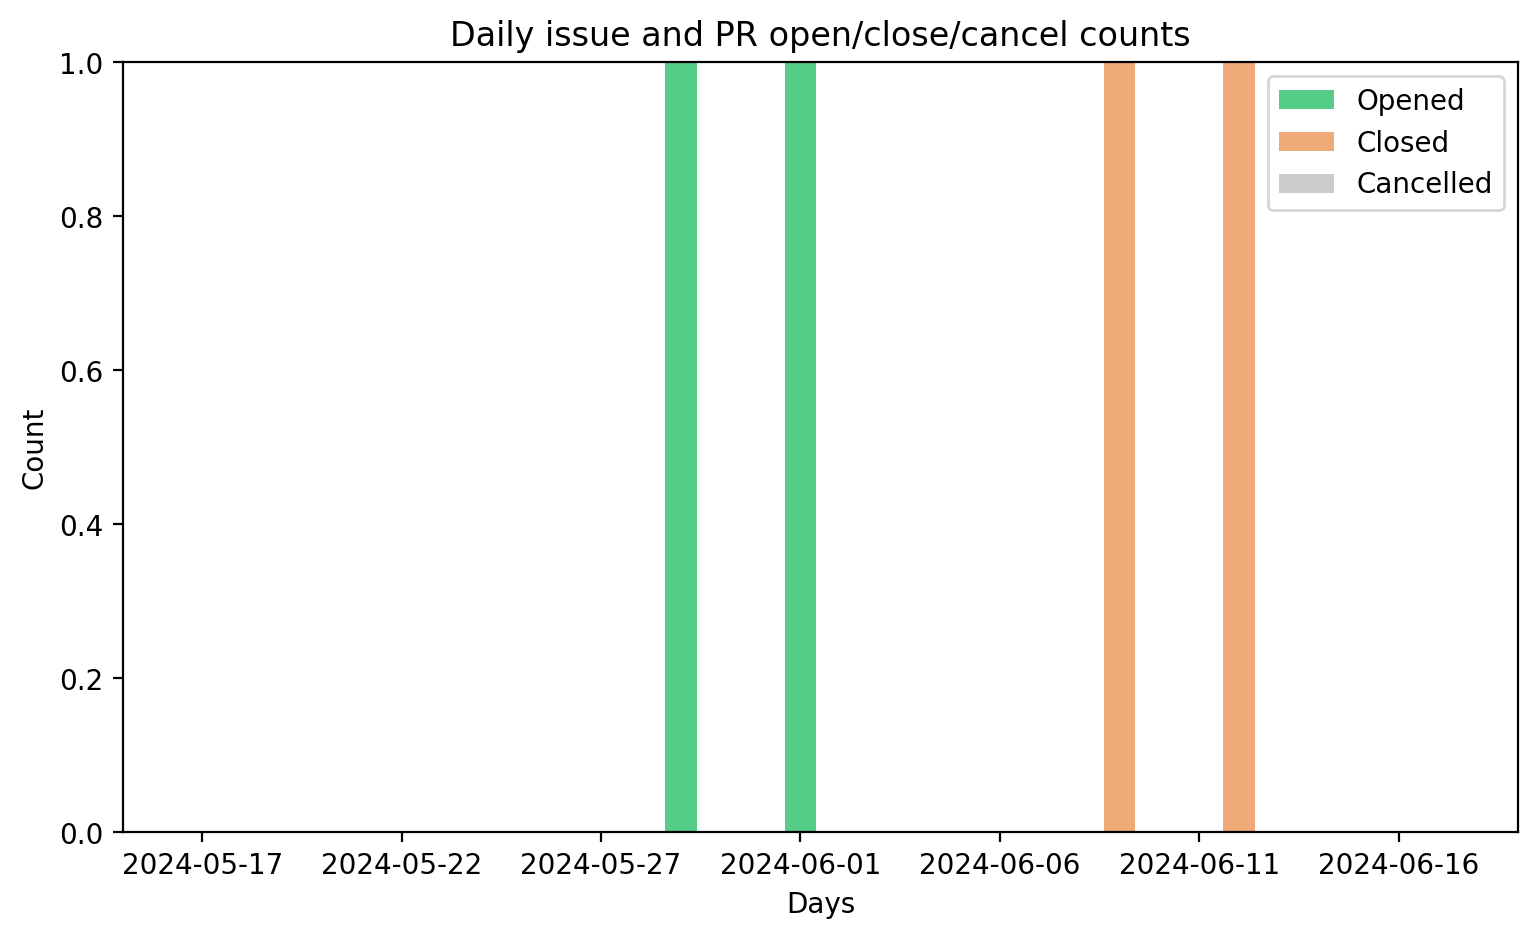 Daily issue and PR open/close/cancel counts
1.0
0.8
0.6
0.4
0.2
0.0
Count
Opened
Closed
Cancelled
2024-05-17
2024-05-22
2024-05-27
2024-06-01
2024-06-06
2024-06-11
2024-06-16
Days